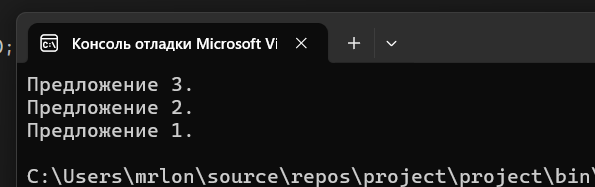 Консоль отладки Microsoft Vi
Предложение 3.
Предложение 2.
Предложение 1.
C:\Users\mrlon\source\repos\project\project\bin\